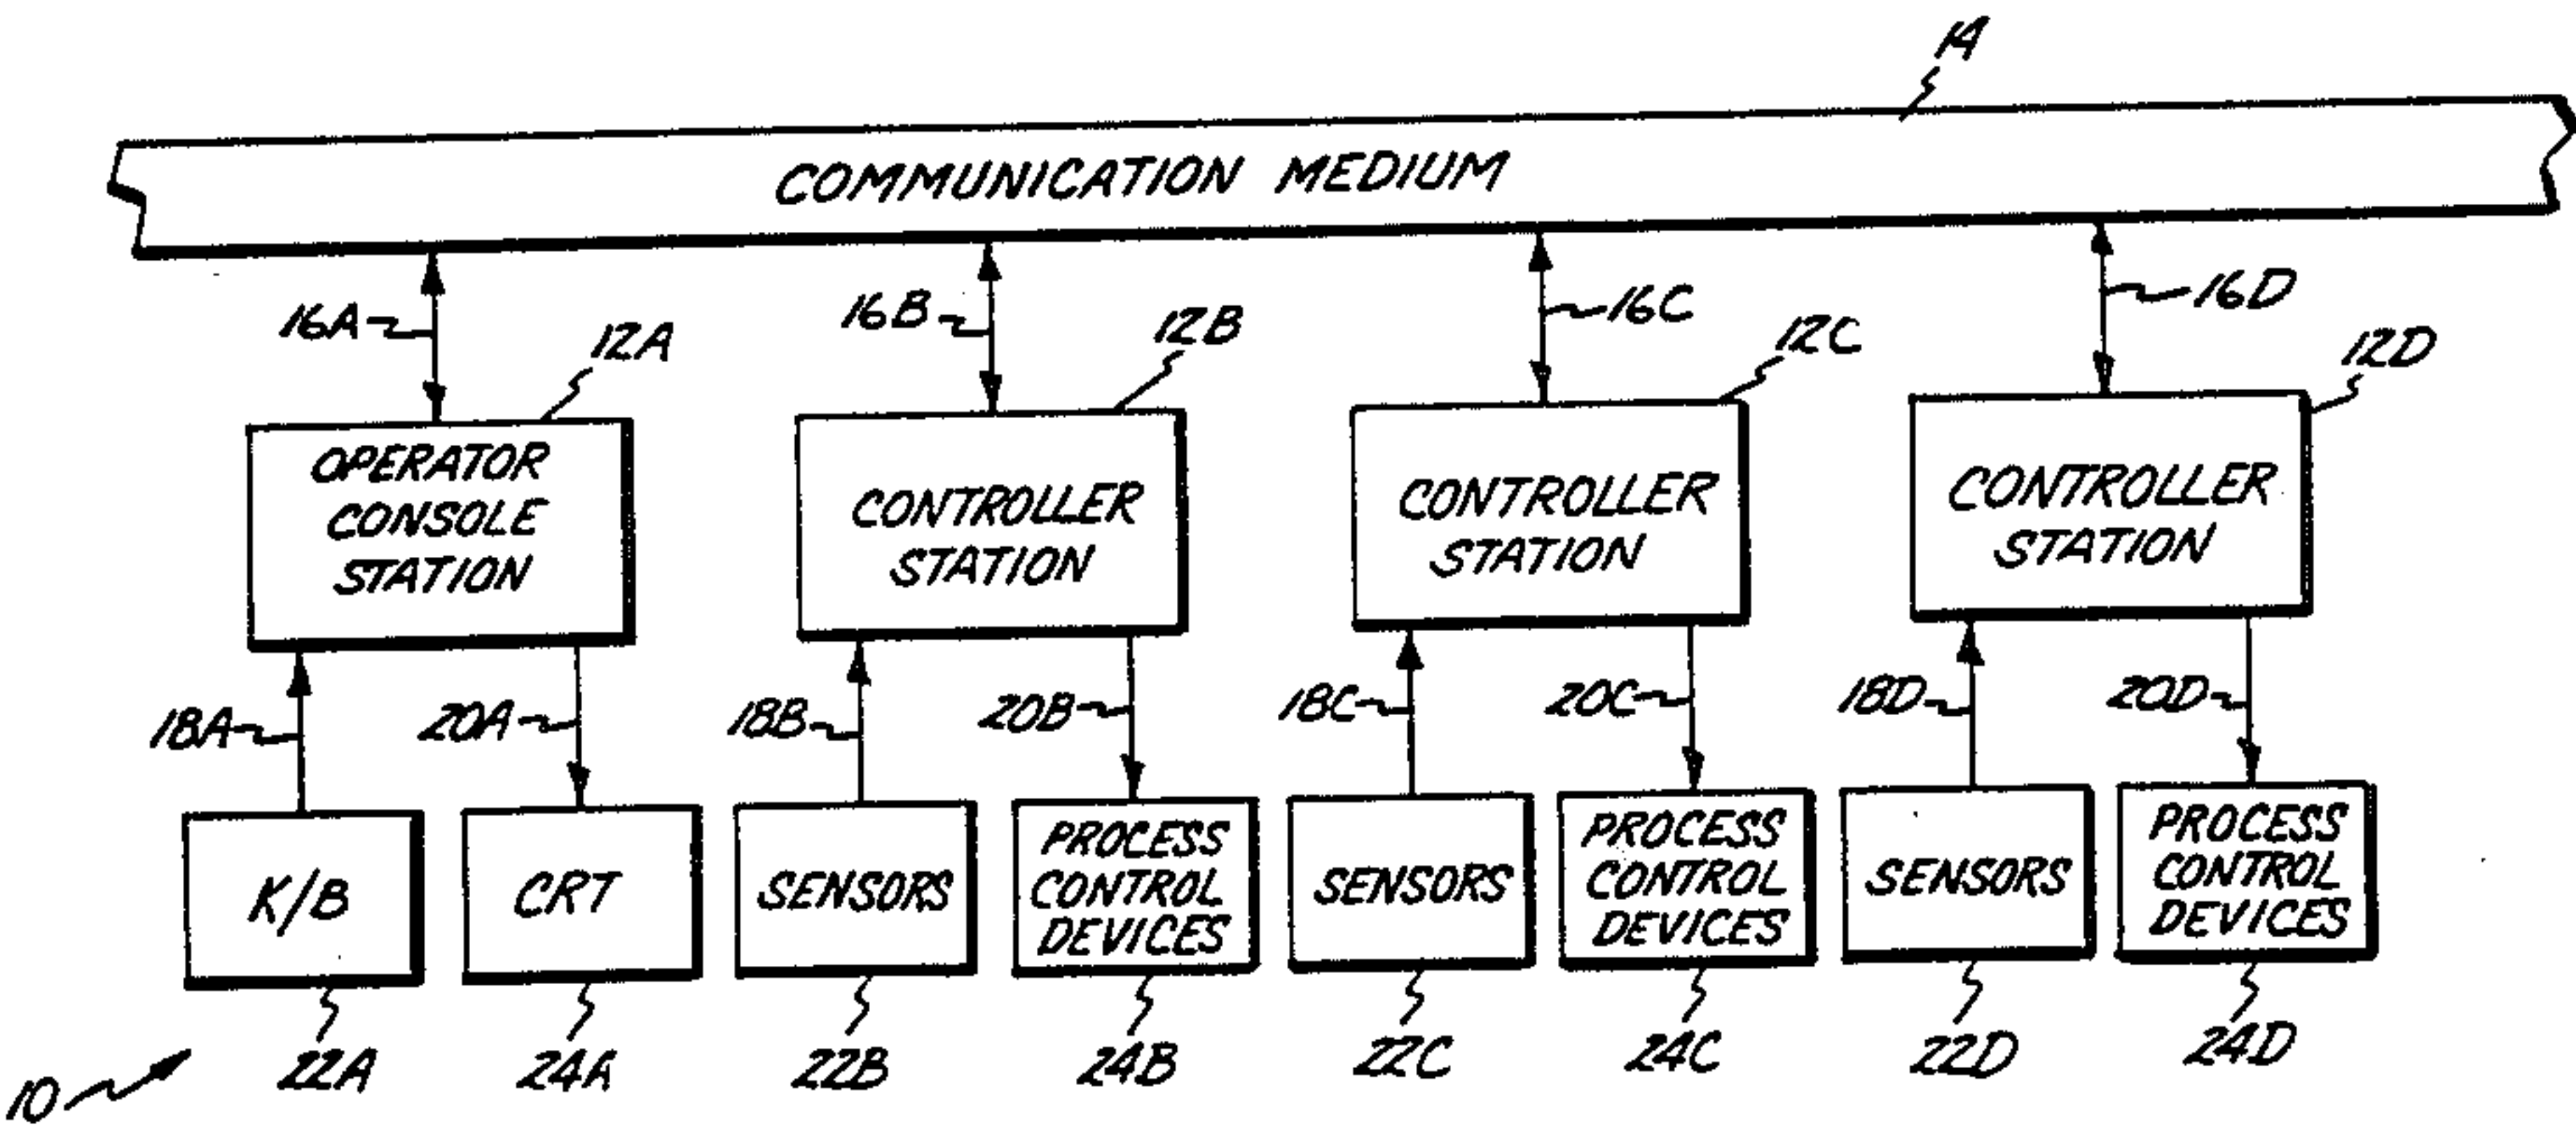 14
COMMUNICATION MEDIUM
16A
16B
16C
16D
12A
12B
12C
12D
OPERATOR
CONSOLE
STATION
CONTROLLER
STATION
CONTROLLER
STATION
CONTROLLER
STATION
18A
20A
18B
20B
18C
20C
18D
20D
K/B
CRT
SENSORS
PROCESS
CONTROL
DEVICES
SENSORS
PROCESS
CONTROL
DEVICES
SENSORS
PROCESS
CONTROL
DEVICES
10
22A
24A
22B
24B
22C
24C
22D
24D